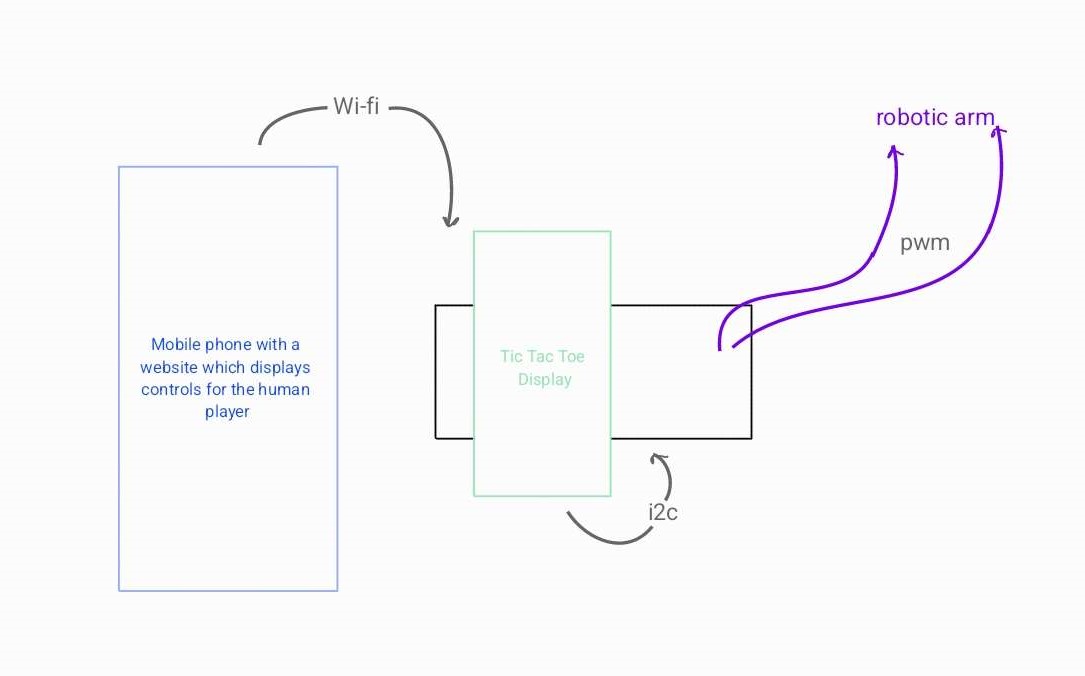 Wi-fi
robotic arm
pwm
Mobile phone with a
website which displays
controls for the human
player
Tic Tac Toe
Display
i2c